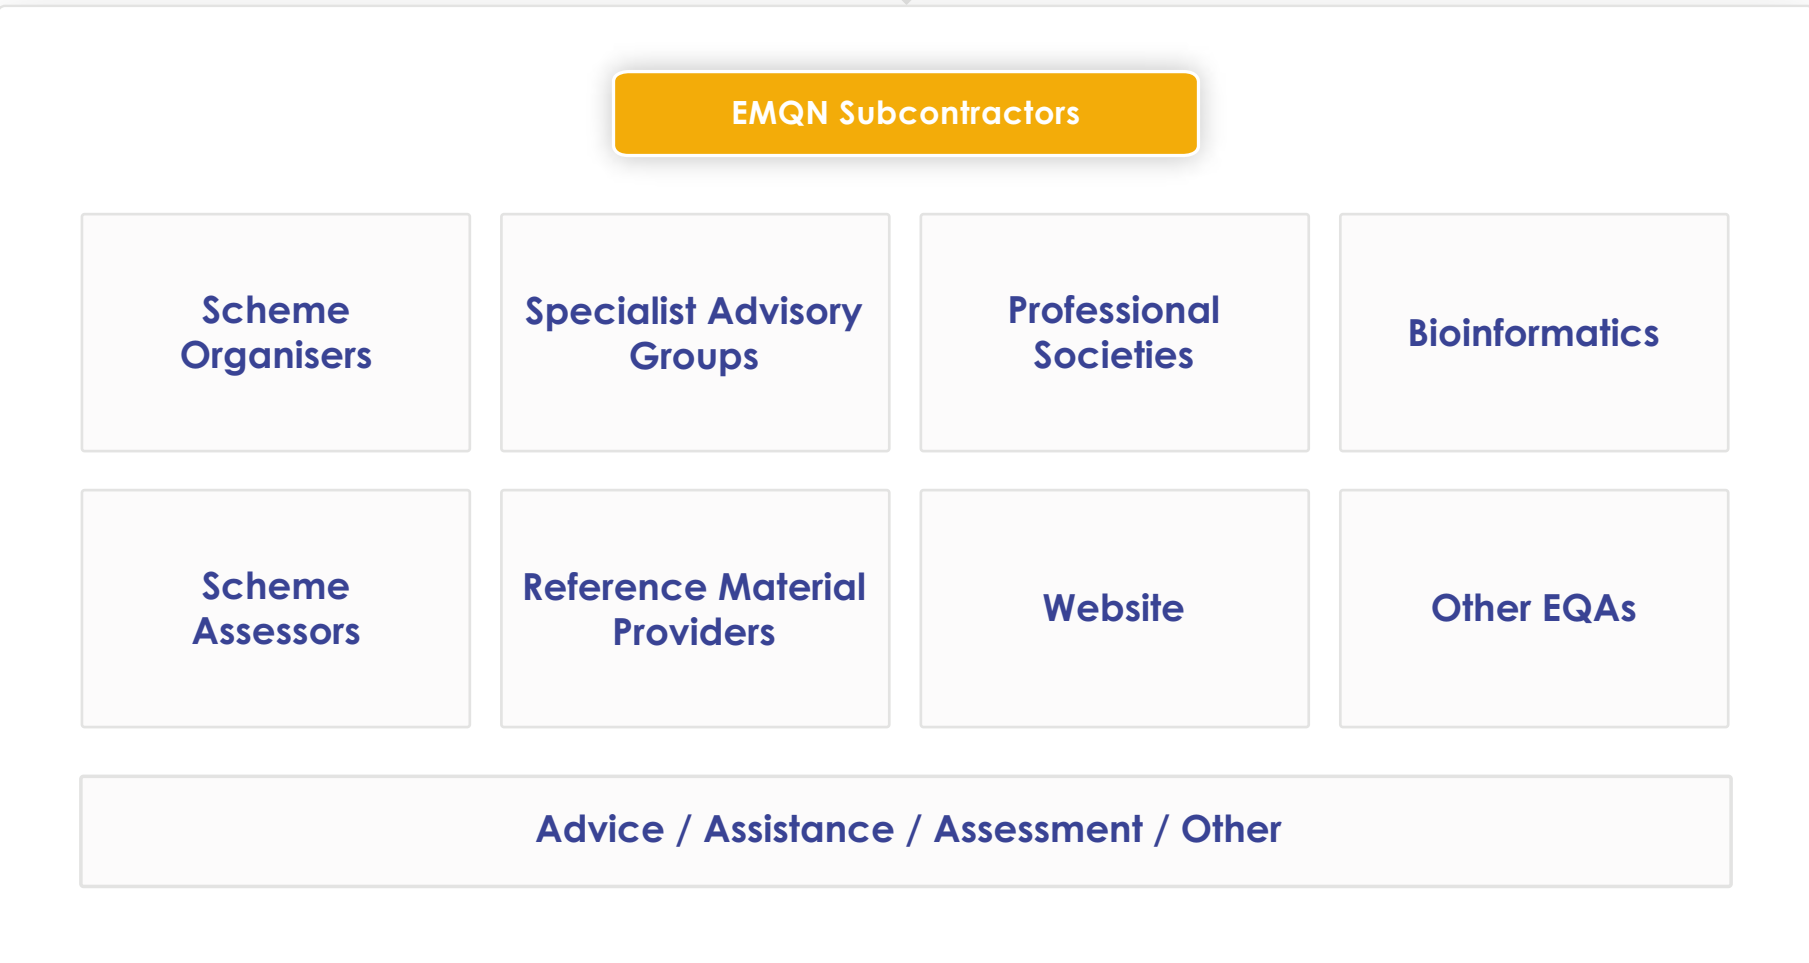 EMQN Subcontractors
Scheme
Organisers
Specialist Advisory
Groups
Professional
Societies
Bioinformatics
Scheme
Assessors
Reference Material
Providers
Website
Other EQAs
Advice / Assistance / Assessment / Other